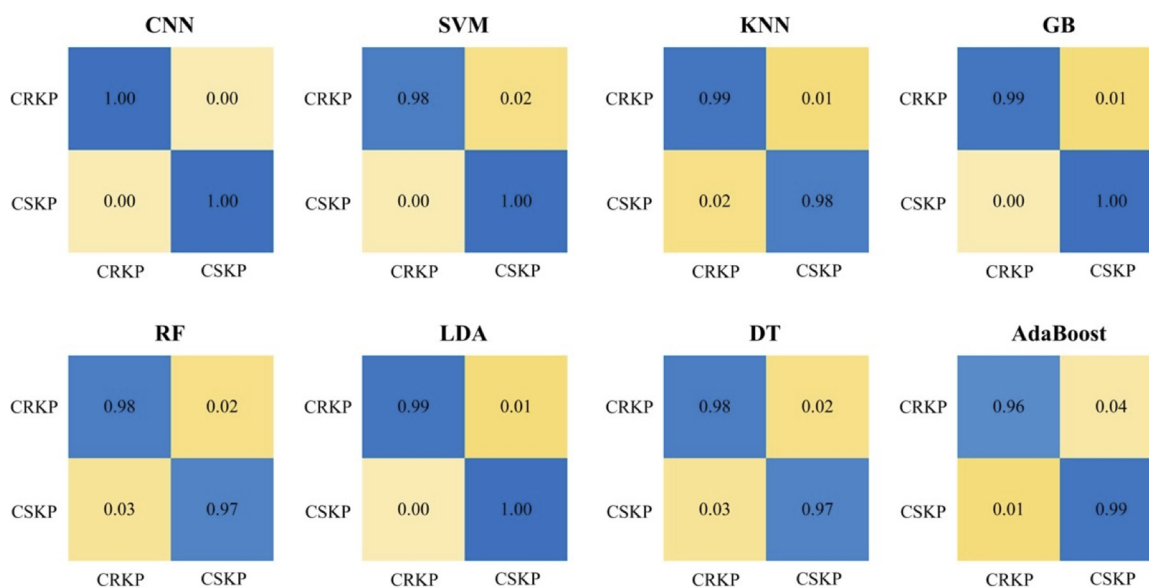 CNN SVM KNN GB
CRKP 1.00 0.00 CRKP 0.98 0.02 CRKP 0.99 0.01 CRKP 0.99 0.01
CSKP 0.00 1.00 CSKP 0.00 1.00 CSKP 0.02 0.98 CSKP 0.00 1.00
CRKP CSKP CRKP CSKP CRKP CSKP CRKP CSKP
RF LDA DT AdaBoost
CRKP 0.98 0.02 CRKP 0.99 0.01 CRKP 0.98 0.02 CRKP 0.96 0.04
CSKP 0.03 0.97 CSKP 0.00 1.00 CSKP 0.03 0.97 CSKP 0.01 0.99
CRKP CSKP CRKP CSKP CRKP CSKP CRKP CSKP